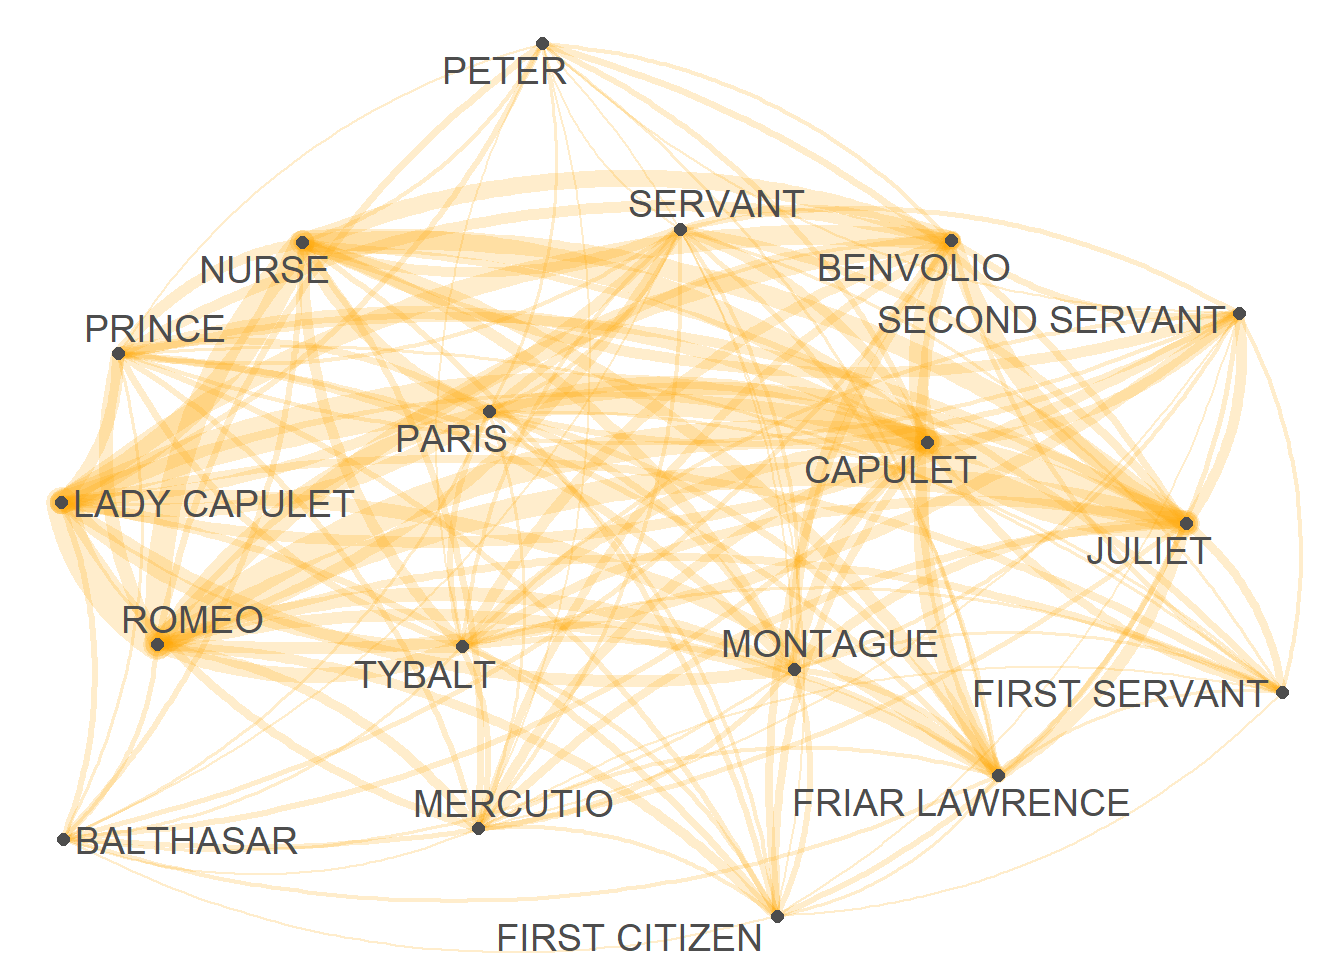 PETER
SERVANT
NURSE
BENVOLIO
SECOND SERVANT
PRINCE
PARIS
CAPULET
LADY CAPULET
JULIET
ROMEO
TYBALT
MONTAGUE
FIRST SERVANT
MERCUTIO
FRIAR LAWRENCE
BALTHASAR
FIRST CITIZEN